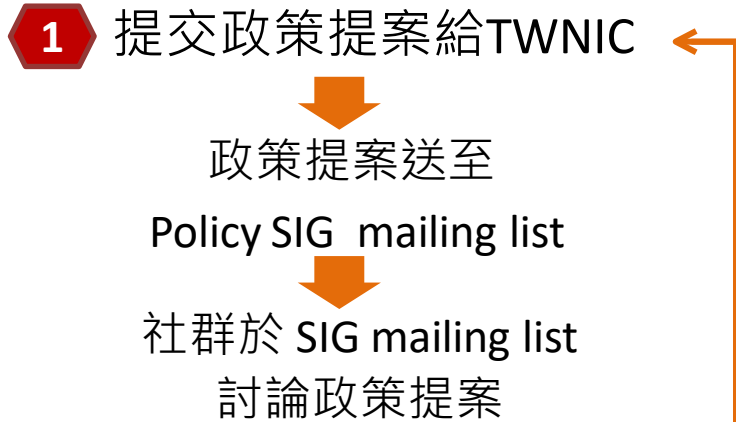 1 提交政策提案給TWNIC
政策提案送至
Policy SIG mailing list
社群於 SIG mailing list
討論政策提案